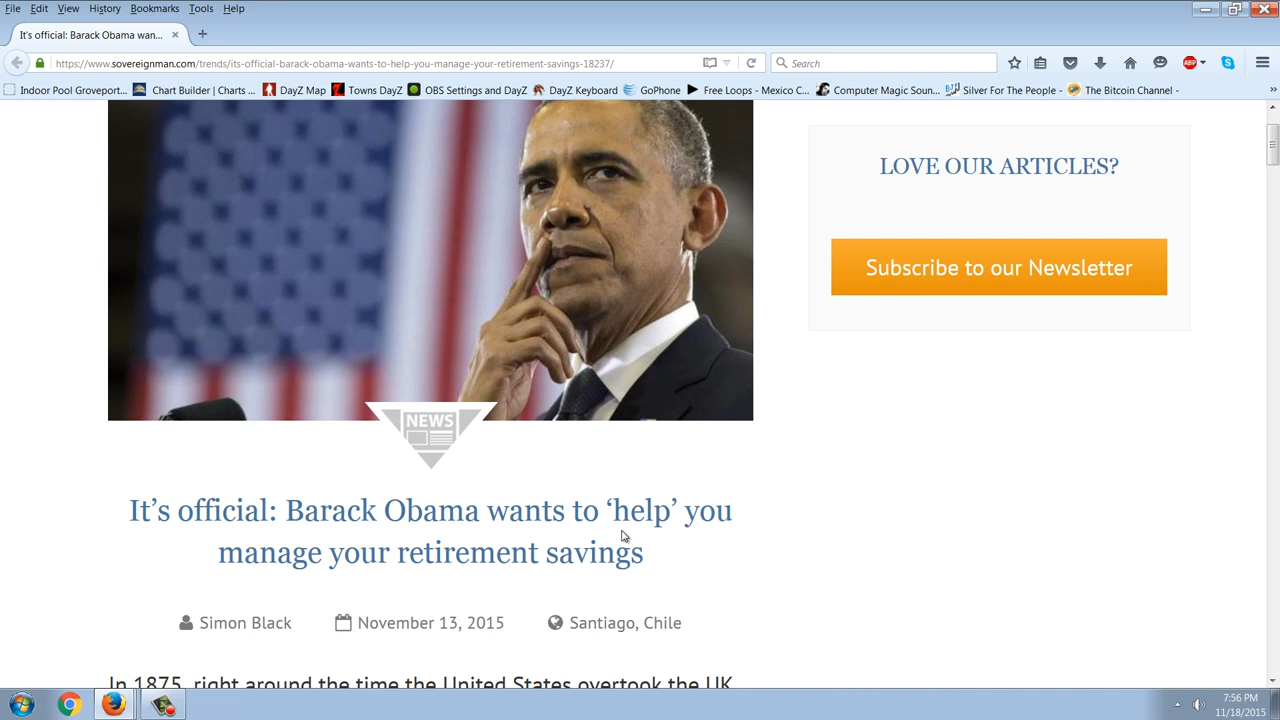 File Edit View History Bookmarks Tools Help
It's official: Barack Obama wan...
https://www.sovereignman.com/trends/its-official-barack-obama-wants-to-help-you-manage-your-retirement-savings-18237/
Search
ABP
Indoor Pool Groveport... Chart Builder | Charts ... DayZ Map Towns DayZ OBS Settings and DayZ DayZ Keyboard GoPhone Free Loops - Mexico C... Computer Magic Soun... Silver For The People - The Bitcoin Channel -
LOVE OUR ARTICLES?
Subscribe to our Newsletter
NEWS
It's official: Barack Obama wants to ‘help’ you
manage your retirement savings
Simon Black November 13, 2015 Santiago, Chile
In 1875, right around the time the United States overtook the UK
7:56 PM
11/18/2015